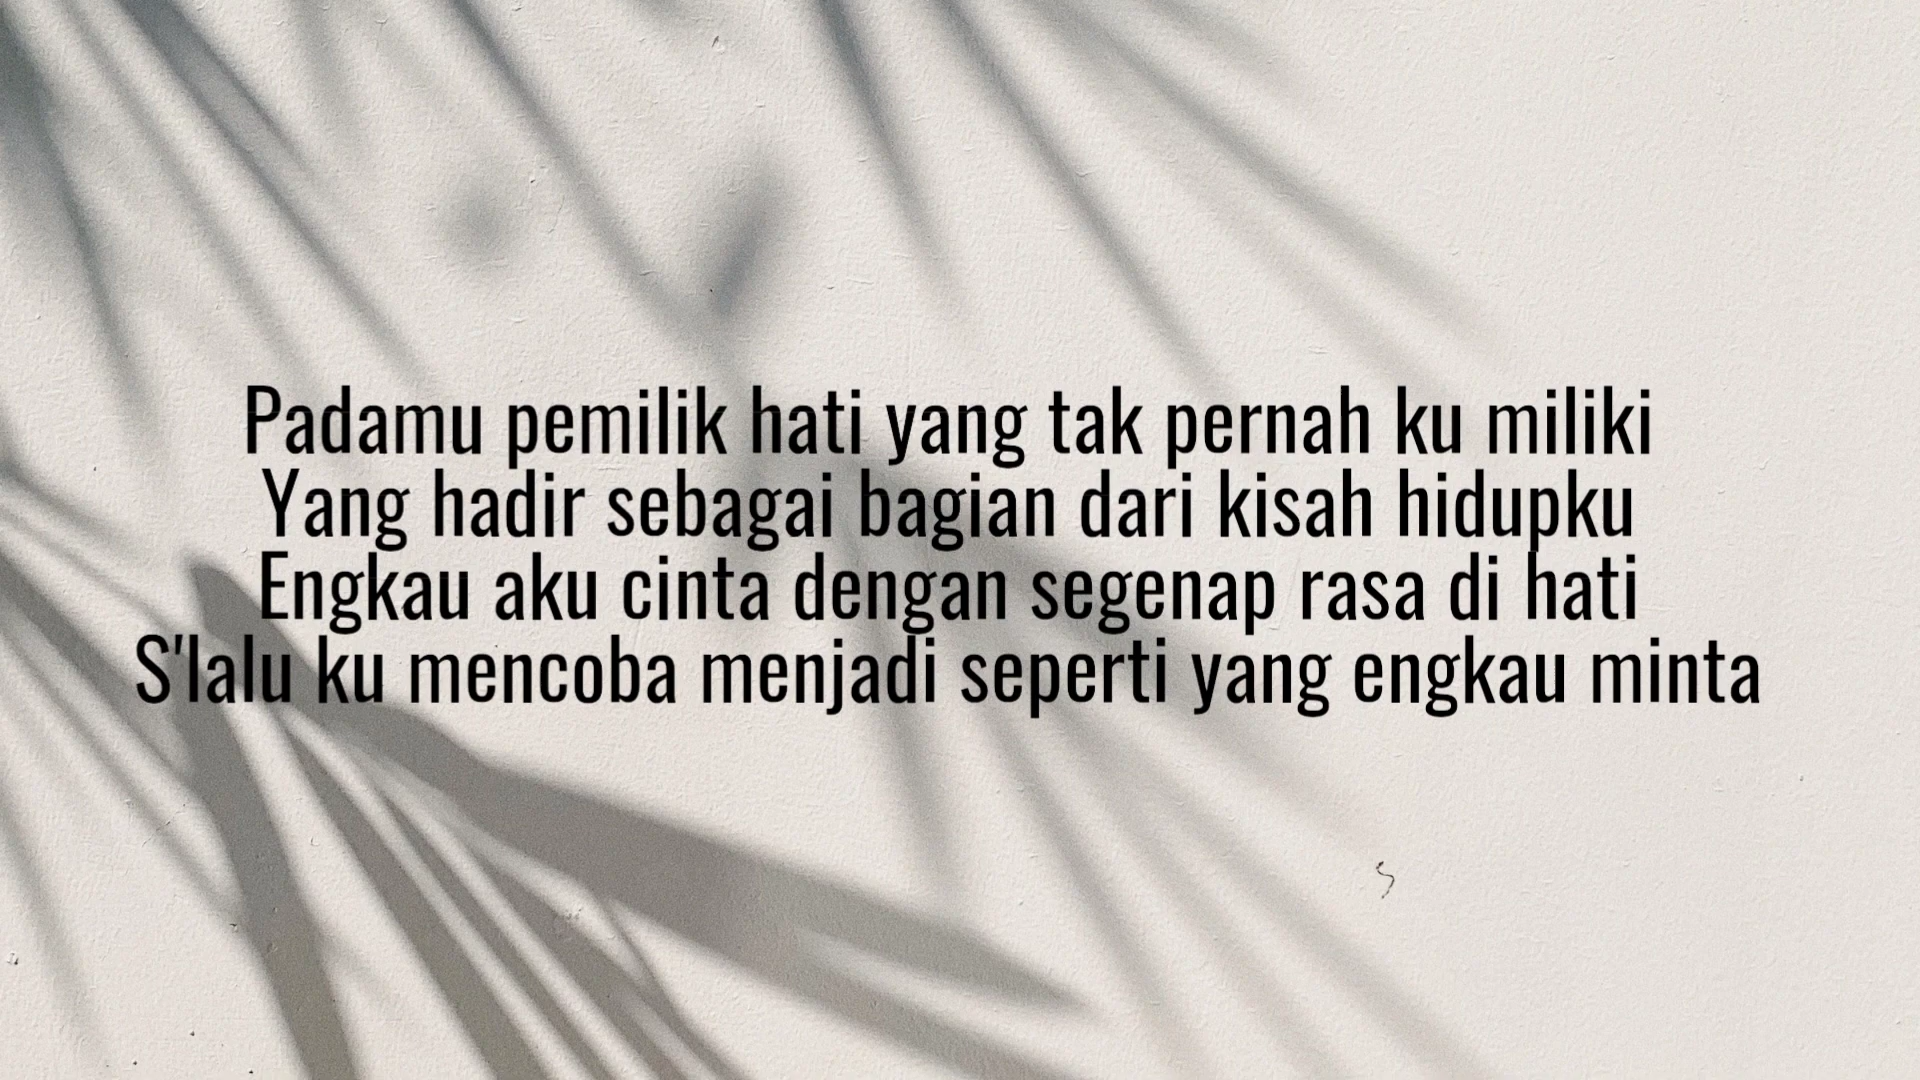 Padamu pemilik hati yang tak pernah ku miliki
Yang hadir sebagai bagian dari kisah hidupku
Engkau aku cinta dengan segenap rasa di hati
S'lalu ku mencoba menjadi seperti yang engkau minta